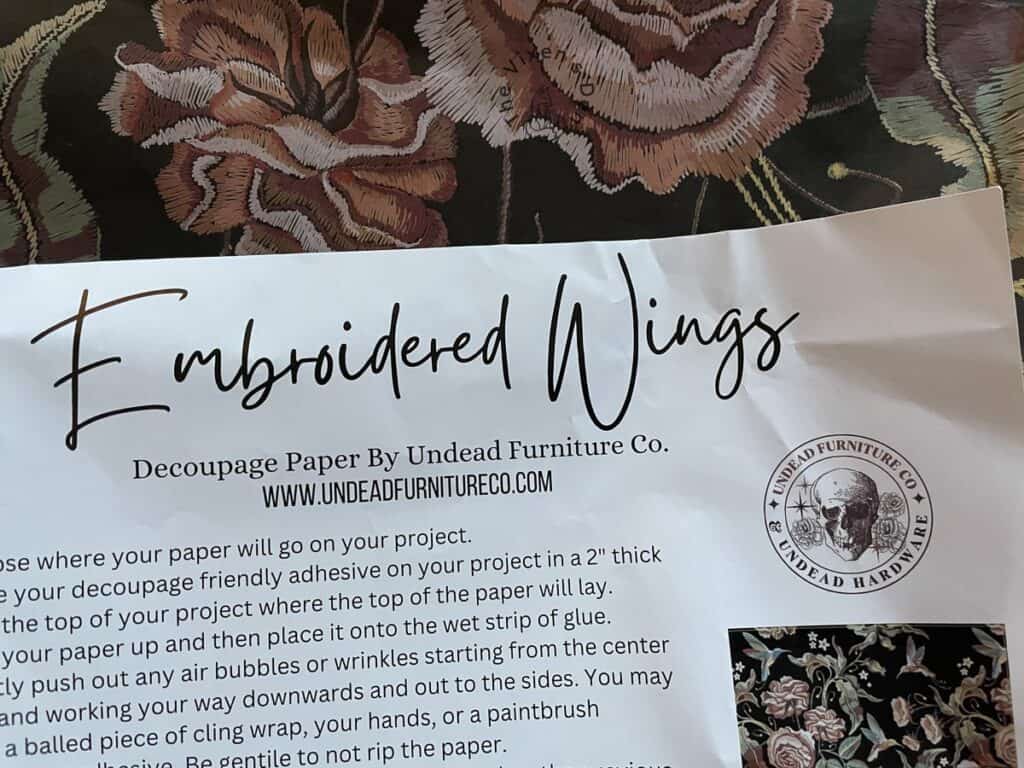 Embroidered Wings
Decoupage Paper By Undead Furniture Co.
WWW.UNDEADFURNITURECO.COM
UNDEAD FURNITURE CO
& UNDEAD HARDWARE
ose where your paper will go on your project.
e your decoupage friendly adhesive on your project in a 2" thick
the top of your project where the top of the paper will lay.
your paper up and then place it onto the wet strip of glue.
tly push out any air bubbles or wrinkles starting from the center
and working your way downwards and out to the sides. You may
a balled piece of cling wrap, your hands, or a paintbrush
dhesive. Be gentile to not rip the paper.